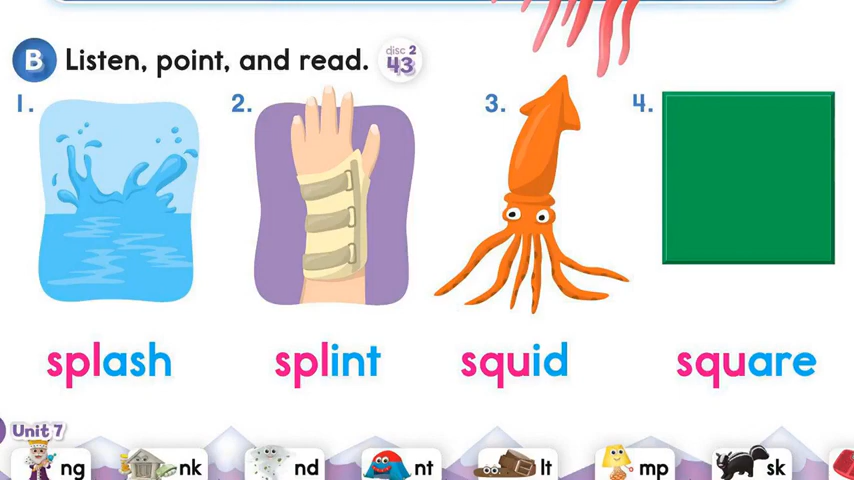 B Listen, point, and read. disc 2 43
1. 2. 3. 4.
splash splint squid square
Unit 7
ng nk nd nt lt mp sk